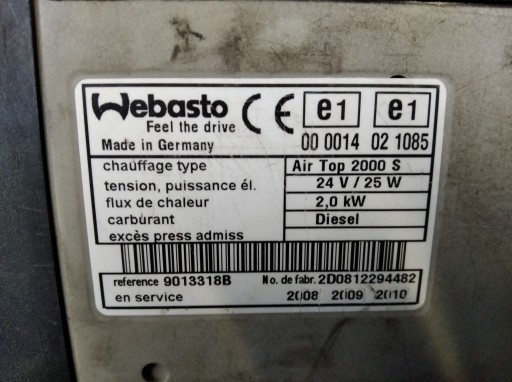 Webasto
Feel the drive
Made in Germany
CE
e1 e1
00 0014 02 1085
chauffage type Air Top 2000 S
tension, puissance él. 24 V / 25 W
flux de chaleur 2,0 kW
carburant Diesel
excès press admiss
reference 9013318B No. de fabr. 2D0812294482
en service 2008 2009 2010